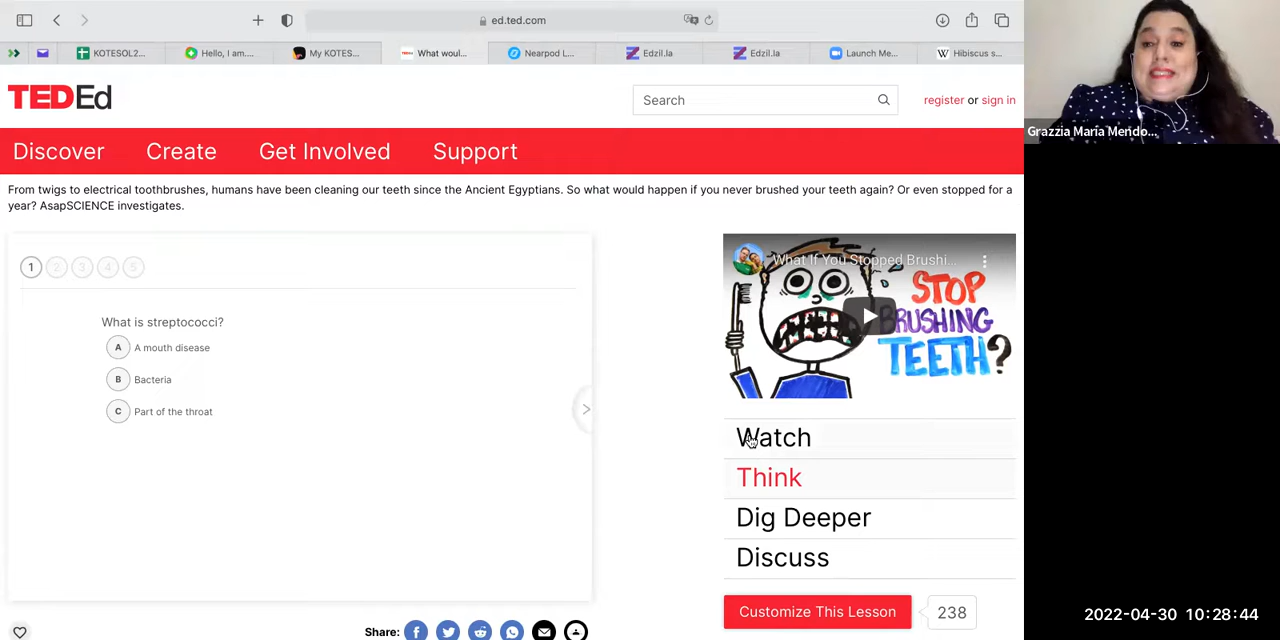 ed.ted.com
KOTESOL2...
Hello, I am....
My KOTES...
What woul...
Nearpod L...
Edzil.la
Edzil.la
Launch Me...
Hibiscus s...
TEDEd
Search
register or sign in
Discover
Create
Get Involved
Support
From twigs to electrical toothbrushes, humans have been cleaning our teeth since the Ancient Egyptians. So what would happen if you never brushed your teeth again? Or even stopped for a
year? AsapSCIENCE investigates.
1 2 3 4 5
What is streptococci?
A A mouth disease
B Bacteria
C Part of the throat
What If You Stopped Brushi...
STOP
BRUSHING
TEETH?
Watch
Think
Dig Deeper
Discuss
Customize This Lesson
238
Share:
Grazzia Maria Mendo...
2022-04-30 10:28:44